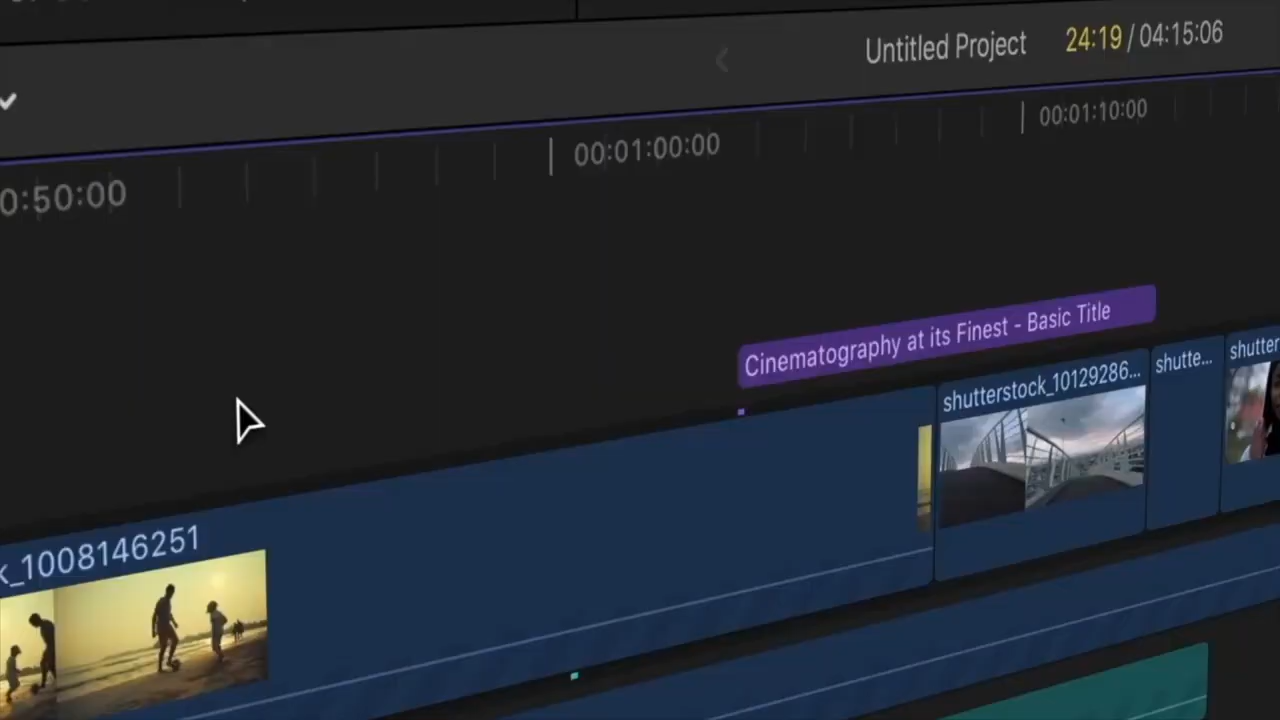 Untitled Project 24:19 / 04:15:06
0:50:00 00:01:00:00 00:01:10:00
Cinematography at its Finest - Basic Title
k_1008146251 shutterstock_10129286... shutte... shutter